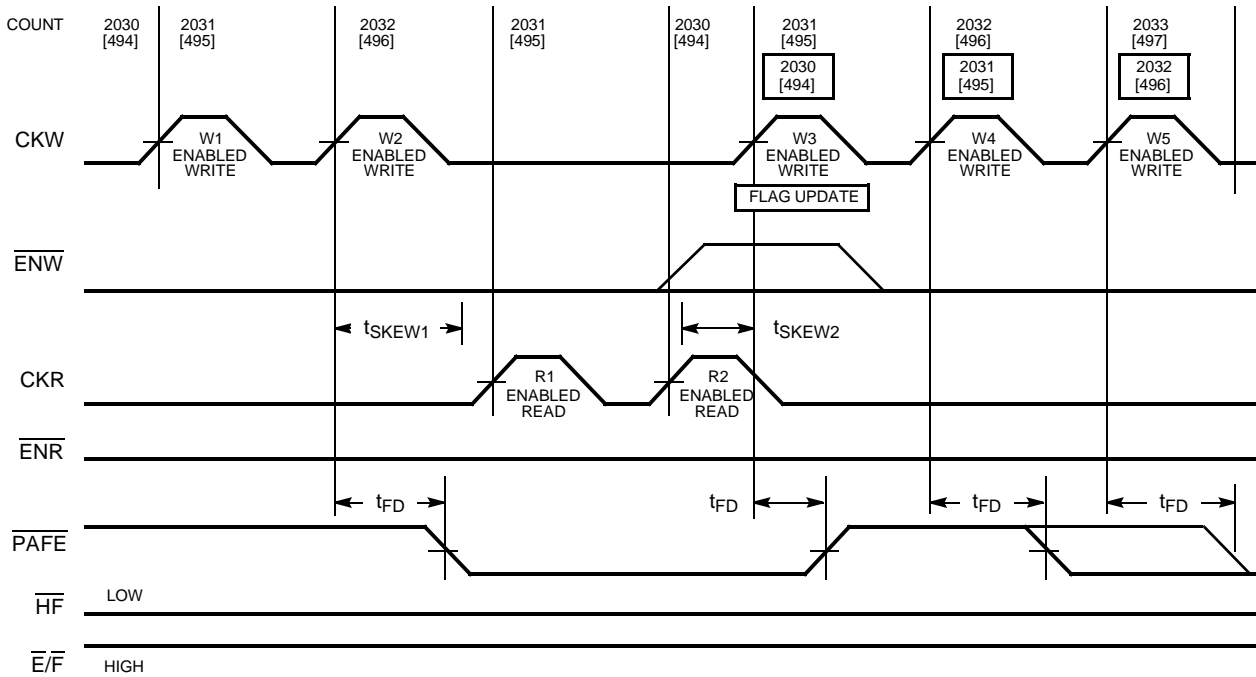 COUNT
2030
[494]
2031
[495]
2032
[496]
2031
[495]
2030
[494]
2031
[495]
2030
[494]
2032
[496]
2031
[495]
2033
[497]
2032
[496]
CKW
W1
ENABLED
WRITE
W2
ENABLED
WRITE
W3
ENABLED
WRITE
W4
ENABLED
WRITE
W5
ENABLED
WRITE
FLAG UPDATE
ENW
tSKEW1
tSKEW2
CKR
R1
ENABLED
READ
R2
ENABLED
READ
ENR
tFD
tFD
tFD
tFD
PAFE
HF
LOW
E/F
HIGH